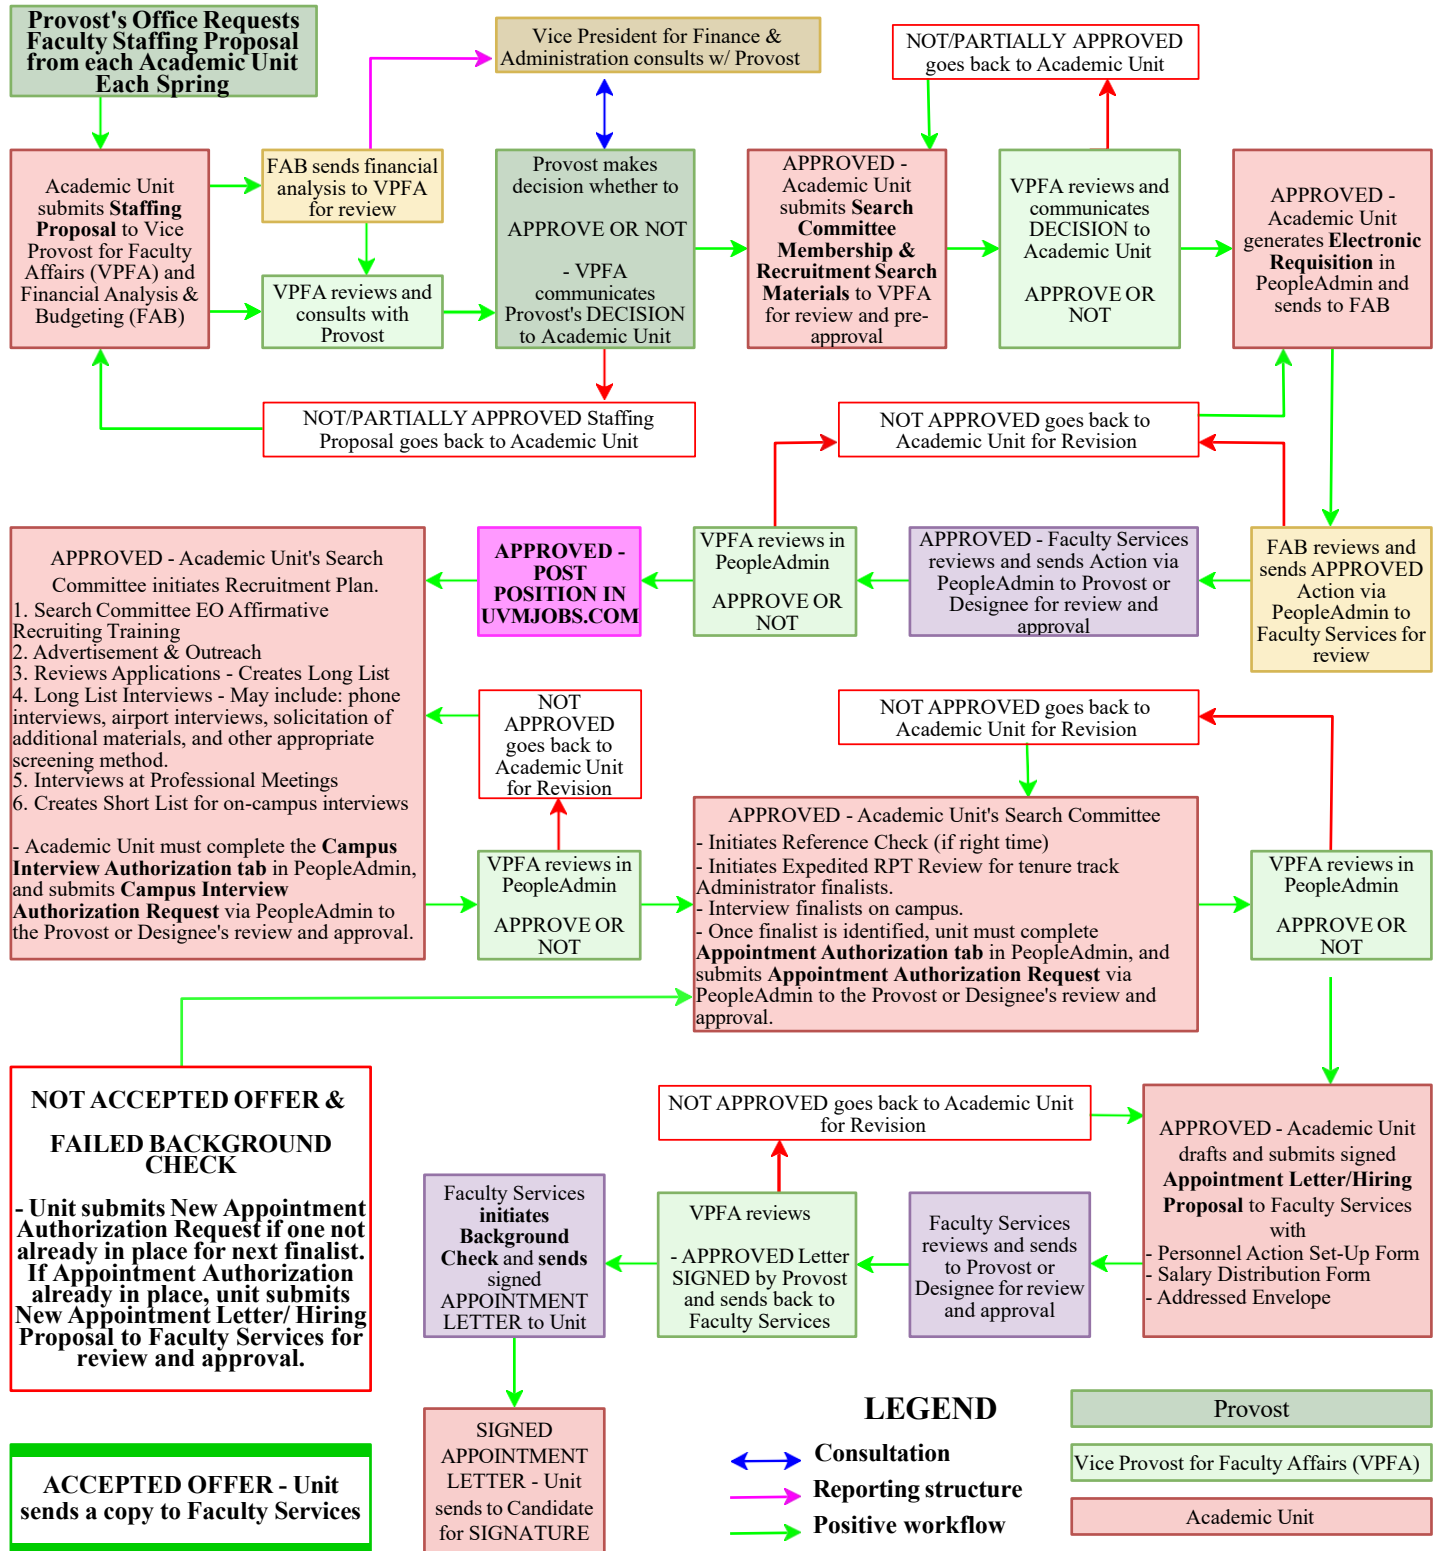 Provost's Office Requests
Faculty Staffing Proposal
from each Academic Unit
Each Spring
Vice President for Finance &
Administration consults w/ Provost
NOT/PARTIALLY APPROVED
goes back to Academic Unit
Academic Unit
submits Staffing
Proposal to Vice
Provost for Faculty
Affairs (VPFA) and
Financial Analysis &
Budgeting (FAB)
FAB sends financial
analysis to VPFA
for review
VPFA reviews and
consults with
Provost
Provost makes
decision whether to
APPROVE OR NOT
- VPFA
communicates
Provost's DECISION
to Academic Unit
APPROVED -
Academic Unit
submits Search
Committee
Membership &
Recruitment Search
Materials to VPFA
for review and pre-
approval
VPFA reviews and
communicates
DECISION to
Academic Unit
APPROVE OR
NOT
APPROVED -
Academic Unit
generates Electronic
Requisition in
PeopleAdmin and
sends to FAB
NOT/PARTIALLY APPROVED Staffing
Proposal goes back to Academic Unit
NOT APPROVED goes back to
Academic Unit for Revision
APPROVED - Academic Unit's Search
Committee initiates Recruitment Plan.
1. Search Committee EO Affirmative
Recruiting Training
2. Advertisement & Outreach
3. Reviews Applications - Creates Long List
4. Long List Interviews - May include: phone
interviews, airport interviews, solicitation of
additional materials, and other appropriate
screening method.
5. Interviews at Professional Meetings
6. Creates Short List for on-campus interviews
- Academic Unit must complete the Campus
Interview Authorization tab in PeopleAdmin,
and submits Campus Interview
Authorization Request via PeopleAdmin to
the Provost or Designee's review and approval.
APPROVED -
POST
POSITION IN
UVMJOBS.COM
VPFA reviews in
PeopleAdmin
APPROVE OR
NOT
APPROVED - Faculty Services
reviews and sends Action via
PeopleAdmin to Provost or
Designee for review and
approval
FAB reviews and
sends APPROVED
Action via
PeopleAdmin to
Faculty Services for
review
NOT
APPROVED
goes back to
Academic Unit
for Revision
NOT APPROVED goes back to
Academic Unit for Revision
VPFA reviews in
PeopleAdmin
APPROVE OR
NOT
APPROVED - Academic Unit's Search Committee
- Initiates Reference Check (if right time)
- Initiates Expedited RPT Review for tenure track
Administrator finalists.
- Interview finalists on campus.
- Once finalist is identified, unit must complete
Appointment Authorization tab in PeopleAdmin, and
submits Appointment Authorization Request via
PeopleAdmin to the Provost or Designee's review and
approval.
VPFA reviews in
PeopleAdmin
APPROVE OR
NOT
NOT ACCEPTED OFFER &
FAILED BACKGROUND
CHECK
- Unit submits New Appointment
Authorization Request if one not
already in place for next finalist.
If Appointment Authorization
already in place, unit submits
New Appointment Letter/ Hiring
Proposal to Faculty Services for
review and approval.
NOT APPROVED goes back to Academic Unit
for Revision
Faculty Services
initiates
Background
Check and sends
signed
APPOINTMENT
LETTER to Unit
VPFA reviews
- APPROVED Letter
SIGNED by Provost
and sends back to
Faculty Services
Faculty Services
reviews and sends
to Provost or
Designee for review
and approval
APPROVED - Academic Unit
drafts and submits signed
Appointment Letter/Hiring
Proposal to Faculty Services
with
- Personnel Action Set-Up Form
- Salary Distribution Form
- Addressed Envelope
ACCEPTED OFFER - Unit
sends a copy to Faculty Services
SIGNED
APPOINTMENT
LETTER - Unit
sends to Candidate
for SIGNATURE
LEGEND
Consultation
Reporting structure
Positive workflow
Provost
Vice Provost for Faculty Affairs (VPFA)
Academic Unit